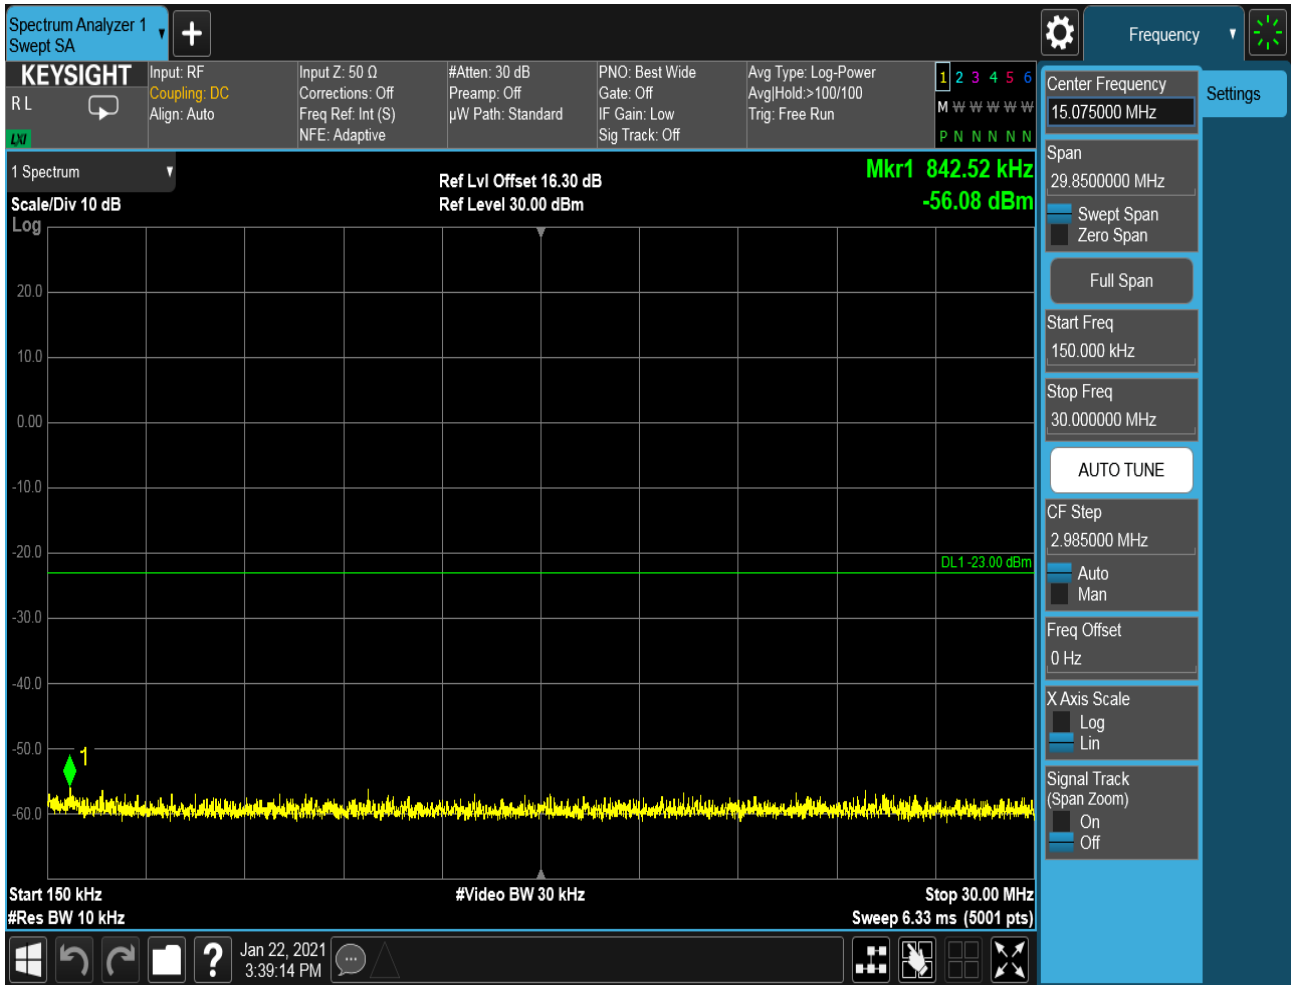 Spectrum Analyzer 1
Swept SA
Frequency
KEYSIGHT
R L
LXI
Input: RF
Coupling: DC
Align: Auto
Input Z: 50 Ω
Corrections: Off
Freq Ref: Int (S)
NFE: Adaptive
#Atten: 30 dB
Preamp: Off
µW Path: Standard
PNO: Best Wide
Gate: Off
IF Gain: Low
Sig Track: Off
Avg Type: Log-Power
Avg|Hold:>100/100
Trig: Free Run
1 2 3 4 5 6
M W W W W W
P N N N N N
Center Frequency
15.075000 MHz
Settings
Span
29.8500000 MHz
Swept Span
Zero Span
Full Span
Start Freq
150.000 kHz
Stop Freq
30.000000 MHz
AUTO TUNE
CF Step
2.985000 MHz
Auto
Man
Freq Offset
0 Hz
X Axis Scale
Log
Lin
Signal Track
(Span Zoom)
On
Off
1 Spectrum
Scale/Div 10 dB
Log
Ref Lvl Offset 16.30 dB
Ref Level 30.00 dBm
Mkr1 842.52 kHz
-56.08 dBm
20.0
10.0
0.00
-10.0
-20.0
DL1 -23.00 dBm
-30.0
-40.0
-50.0
1
-60.0
Start 150 kHz
#Video BW 30 kHz
Stop 30.00 MHz
#Res BW 10 kHz
Sweep 6.33 ms (5001 pts)
?
Jan 22, 2021
3:39:14 PM